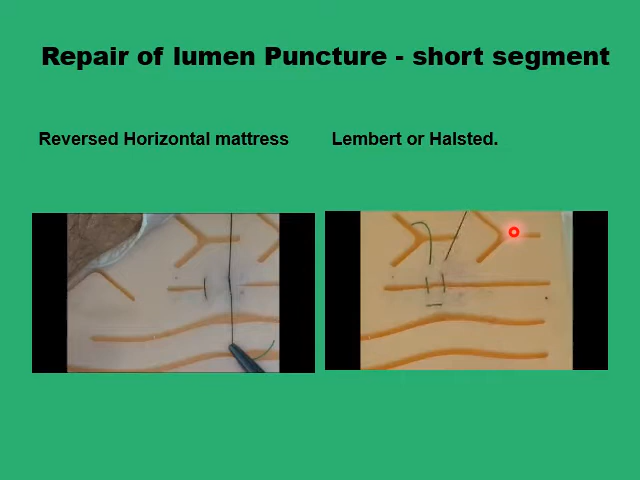 Repair of lumen Puncture - short segment
Reversed Horizontal mattress
Lembert or Halsted.